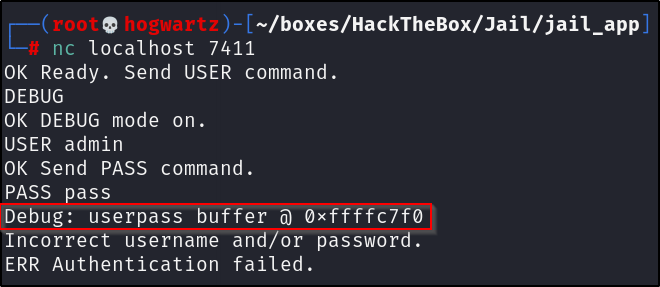 ┌──(root💀hogwartz)-[~/boxes/HackTheBox/Jail/jail_app]
└─# nc localhost 7411
OK Ready. Send USER command.
DEBUG
OK DEBUG mode on.
USER admin
OK Send PASS command.
PASS pass
Debug: userpass buffer @ 0×ffffc7f0
Incorrect username and/or password.
ERR Authentication failed.